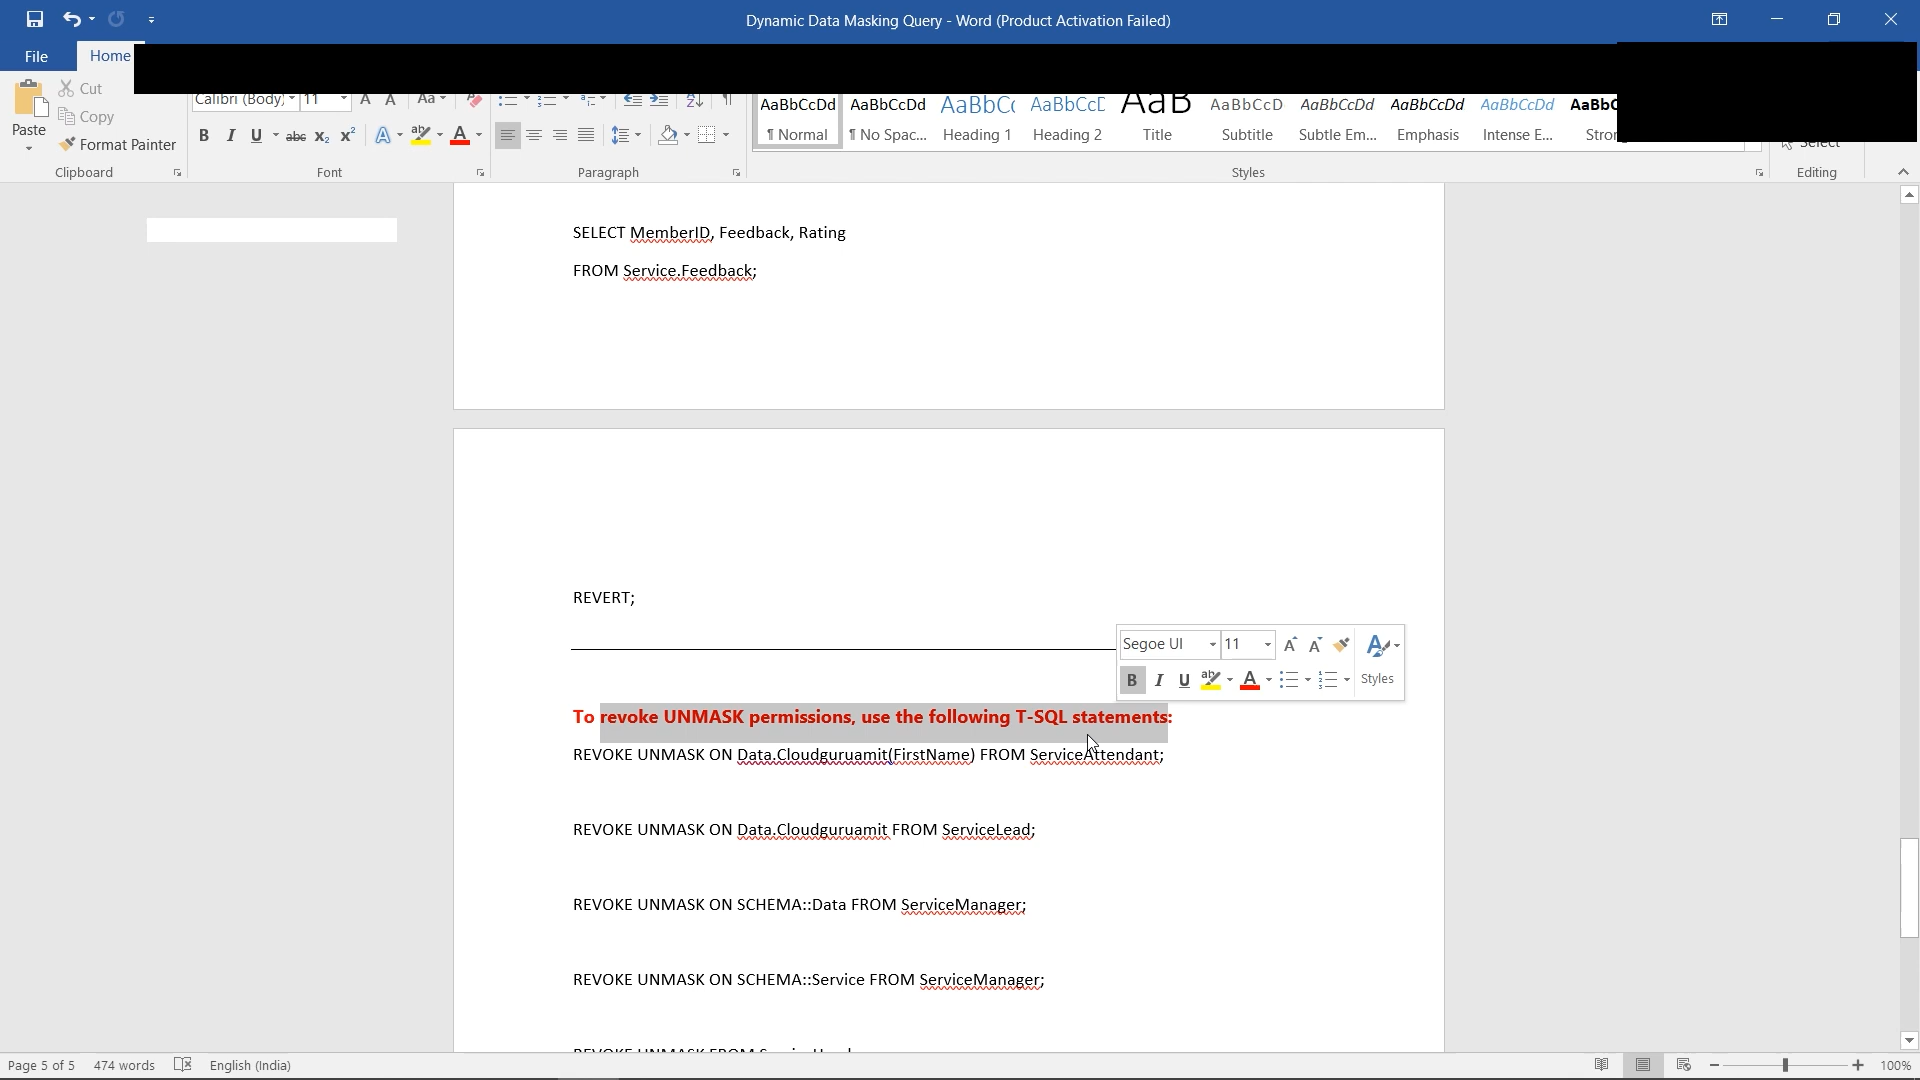 Dynamic Data Masking Query - Word (Product Activation Failed)
File
Home
Cut
Copy
Format Painter
Paste
Clipboard
Calibri (Body) 11
Font
Paragraph
AaBbCcDd AaBbCcDd AaBbC AaBbCcC AaB AaBbCcD AaBbCcDd AaBbCcDd AaBbCcDd AaBbC
¶ Normal ¶ No Spac... Heading 1 Heading 2 Title Subtitle Subtle Em... Emphasis Intense E...
Styles
Select
Editing
SELECT MemberID, Feedback, Rating
FROM Service.Feedback;
REVERT;
Segoe UI 11
Styles
To revoke UNMASK permissions, use the following T-SQL statements:
REVOKE UNMASK ON Data.Cloudguruamit(FirstName) FROM ServiceAttendant;
REVOKE UNMASK ON Data.Cloudguruamit FROM ServiceLead;
REVOKE UNMASK ON SCHEMA::Data FROM ServiceManager;
REVOKE UNMASK ON SCHEMA::Service FROM ServiceManager;
Page 5 of 5 474 words English (India)
100%